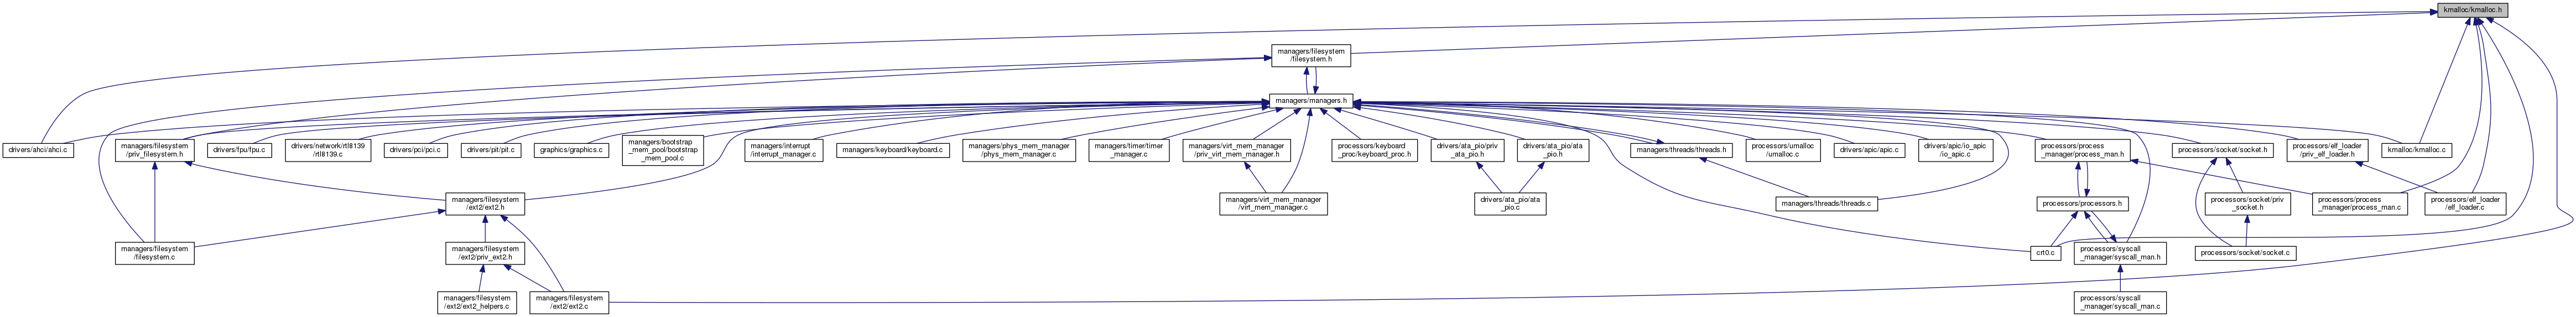 kmalloc/kmalloc.h
managers/filesystem
/filesystem.h
managers/managers.h
drivers/ahci/ahci.c
managers/filesystem
/priv_filesystem.h
drivers/fpu/fpu.c
drivers/network/rtl8139
/rtl8139.c
drivers/pci/pci.c
drivers/pit/pit.c
graphics/graphics.c
managers/bootstrap
_mem_pool/bootstrap
_mem_pool.c
managers/interrupt
/interrupt_manager.c
managers/keyboard/keyboard.c
managers/phys_mem_manager
/phys_mem_manager.c
managers/timer/timer
_manager.c
managers/virt_mem_manager
/priv_virt_mem_manager.h
processors/keyboard
_proc/keyboard_proc.h
drivers/ata_pio/priv
_ata_pio.h
drivers/ata_pio/ata
_pio.h
managers/threads/threads.h
processors/umalloc
/umalloc.c
drivers/apic/apic.c
drivers/apic/io_apic
/io_apic.c
processors/process
_manager/process_man.h
processors/socket/socket.h
processors/elf_loader
/priv_elf_loader.h
kmalloc/kmalloc.c
managers/filesystem
/ext2/ext2.h
managers/virt_mem_manager
/virt_mem_manager.c
drivers/ata_pio/ata
_pio.c
managers/threads/threads.c
processors/processors.h
processors/socket/priv
_socket.h
processors/process
_manager/process_man.c
processors/elf_loader
/elf_loader.c
managers/filesystem
/filesystem.c
managers/filesystem
/ext2/priv_ext2.h
crt0.c
processors/syscall
_manager/syscall_man.h
processors/socket/socket.c
managers/filesystem
/ext2/ext2_helpers.c
managers/filesystem
/ext2/ext2.c
processors/syscall
_manager/syscall_man.c